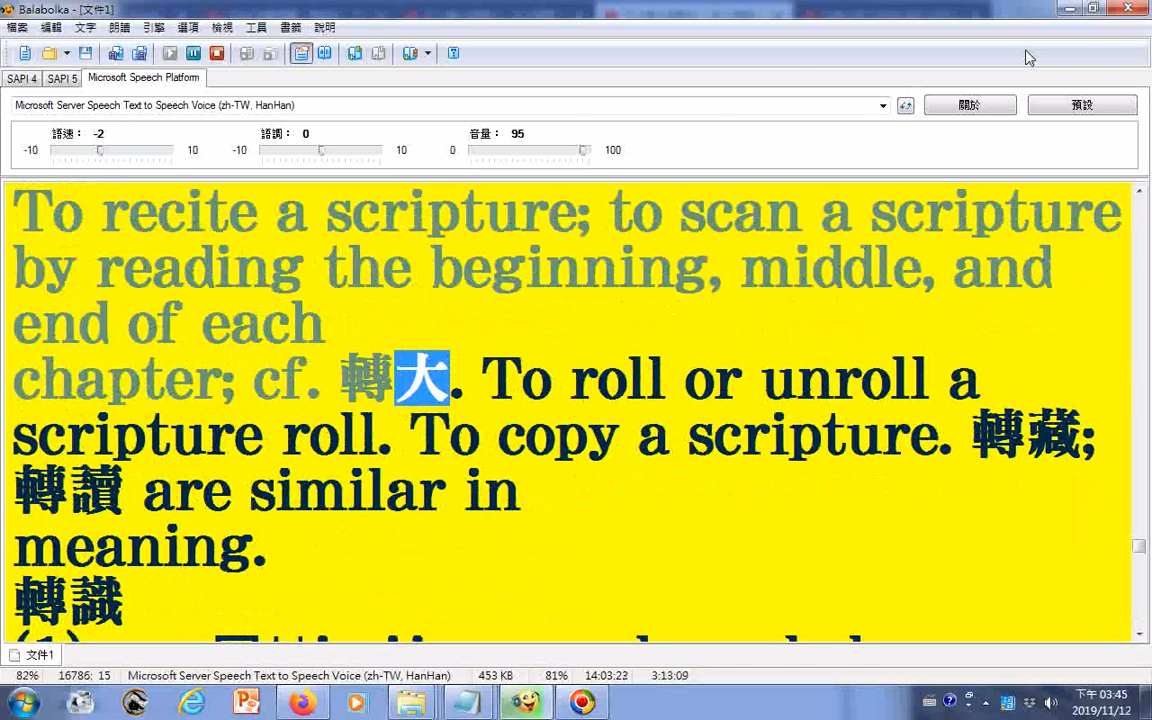 Balabolka - [文件1]
檔案 編輯 文字 朗讀 引擎 選項 檢視 工具 書籤 說明
SAPI 4 SAPI 5 Microsoft Speech Platform
Microsoft Server Speech Text to Speech Voice (zh-TW, HanHan) 關於 預設
語速： -2 語調： 0 音量： 95
-10 10 -10 10 0 100
To recite a scripture; to scan a scripture
by reading the beginning, middle, and
end of each
chapter; cf. 轉大. To roll or unroll a
scripture roll. To copy a scripture. 轉藏;
轉讀 are similar in
meaning.
轉識
文件1
82% 16786: 15 Microsoft Server Speech Text to Speech Voice (zh-TW, HanHan) 453 KB 81% 14:03:22 3:13:09
下午 03:45
2019/11/12